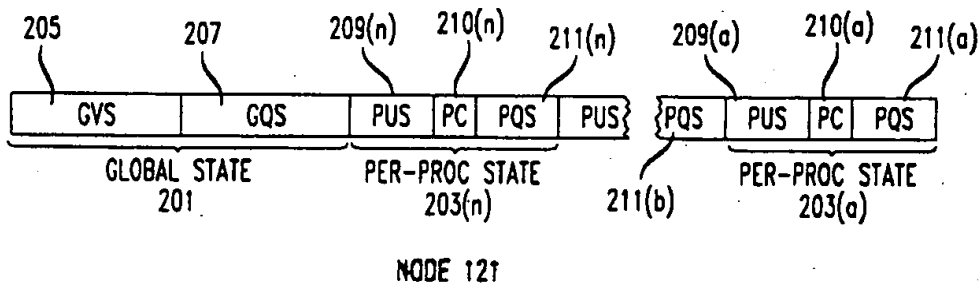 205 207 209(n) 210(n) 211(n) 209(a) 210(a) 211(a)
GVS GQS PUS PC PQS PUS PQS PUS PC PQS
GLOBAL STATE PER-PROC STATE PER-PROC STATE
201 203(n) 211(b) 203(a)
NODE 121